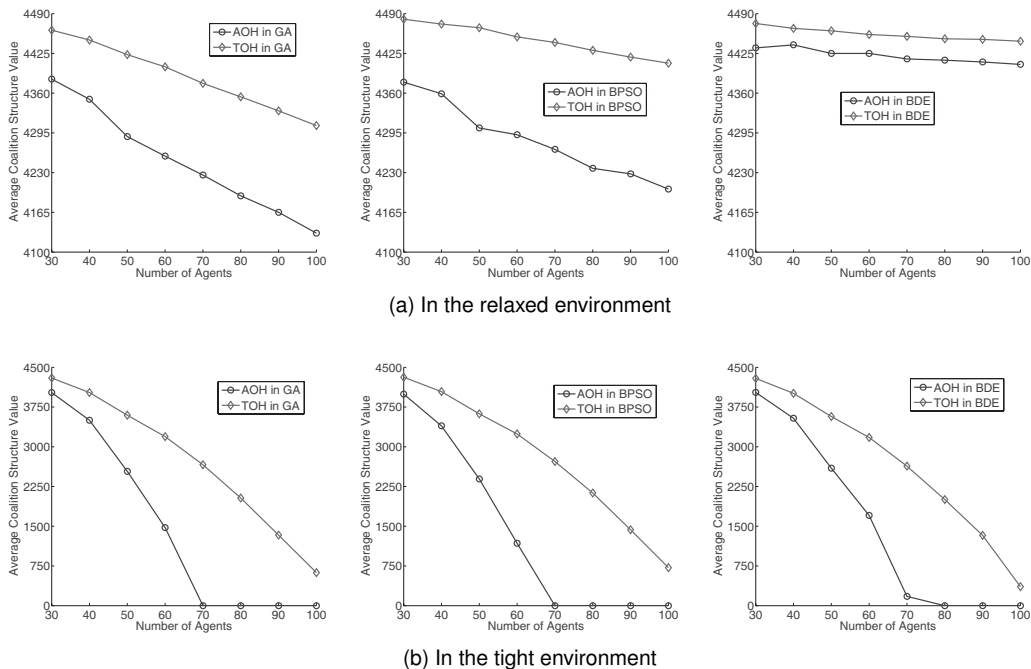 4490
4425
4360
4295
4230
4165
4100
Average Coalition Structure Value
AOH in GA
TOH in GA
30 40 50 60 70 80 90 100
Number of Agents
4490
4425
4360
4295
4230
4165
4100
Average Coalition Structure Value
AOH in BPSO
TOH in BPSO
30 40 50 60 70 80 90 100
Number of Agents
4490
4425
4360
4295
4230
4165
4100
Average Coalition Structure Value
AOH in BDE
TOH in BDE
30 40 50 60 70 80 90 100
Number of Agents
(a) In the relaxed environment
4500
3750
3000
2250
1500
750
0
Average Coalition Structure Value
AOH in GA
TOH in GA
30 40 50 60 70 80 90 100
Number of Agents
4500
3750
3000
2250
1500
750
0
Average Coalition Structure Value
AOH in BPSO
TOH in BPSO
30 40 50 60 70 80 90 100
Number of Agents
4500
3750
3000
2250
1500
750
0
Average Coalition Structure Value
AOH in BDE
TOH in BDE
30 40 50 60 70 80 90 100
Number of Agents
(b) In the tight environment